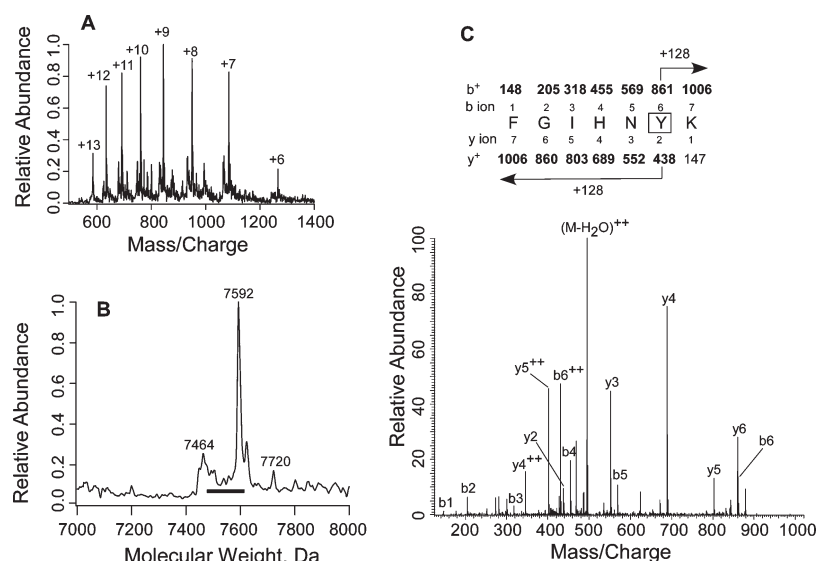 A
Relative Abundance
1.0
0.8
0.6
0.4
0.2
0.0
+13
+12
+11
+10
+9
+8
+7
+6
600 800 1000 1200 1400
Mass/Charge
B
Relative Abundance
1.0
0.8
0.6
0.4
0.2
0.0
7464
7592
7720
7000 7200 7400 7600 7800 8000
Molecular Weight, Da
C
+128
b+ 148 205 318 455 569 861 1006
b ion 1 2 3 4 5 6 7
F G I H N Y K
y ion 7 6 5 4 3 2 1
y+ 1006 860 803 689 552 438 147
+128
(M-H2O)++
Relative Abundance
100
80
60
40
20
0
b1
b2
b3
y4++
y2
y5++
b6++
b4
y3
b5
y4
y5
y6
b6
200 300 400 500 600 700 800 900 1000
Mass/Charge